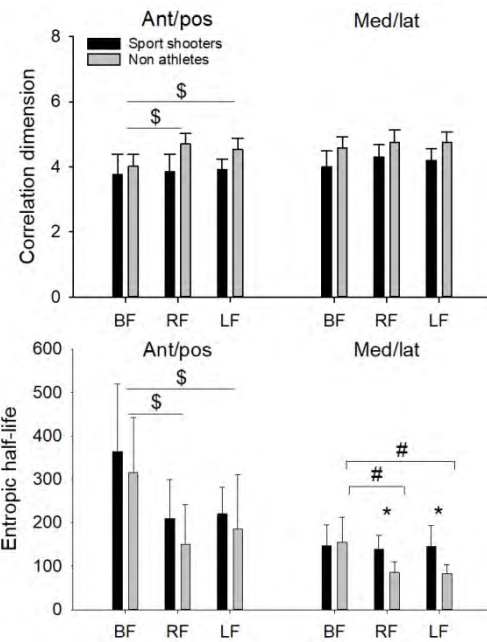 Ant/pos Med/lat
Sport shooters
Non athletes
8
6
4
2
0
Correlation dimension
$
$
BF RF LF BF RF LF
Ant/pos Med/lat
600
500
400
300
200
100
0
Entropic half-life
$
$
#
#
* *
BF RF LF BF RF LF